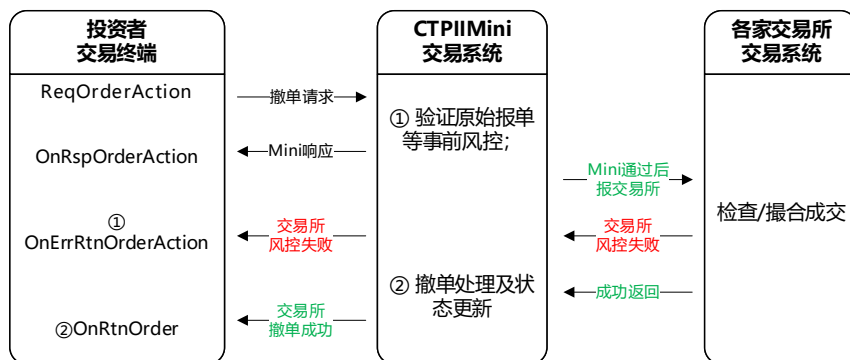 投资者
交易终端
CTPIIMini
交易系统
各家交易所
交易系统
ReqOrderAction
撤单请求
① 验证原始报单
等事前风控；
OnRspOrderAction
Mini响应
Mini通过后
报交易所
检查/撮合成交
①
OnErrRtnOrderAction
交易所
风控失败
交易所
风控失败
② 撤单处理及状
态更新
成功返回
②OnRtnOrder
交易所
撤单成功